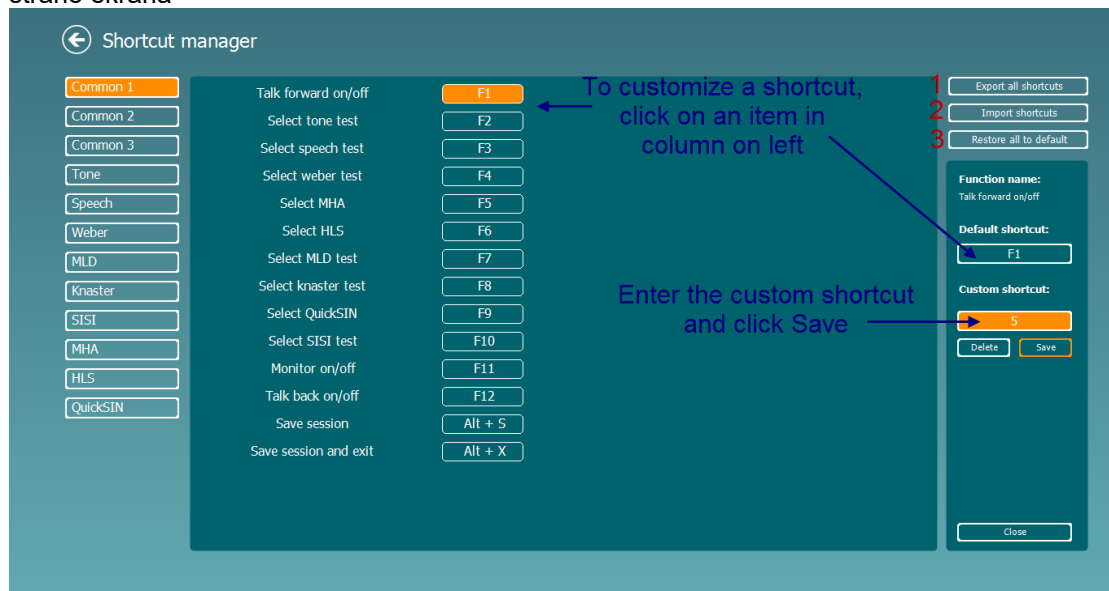 strane ekrana
Shortcut manager
Common 1
Common 2
Common 3
Tone
Speech
Weber
MLD
Knaster
SISI
MHA
HLS
QuickSIN
Talk forward on/off F1
Select tone test F2
Select speech test F3
Select weber test F4
Select MHA F5
Select HLS F6
Select MLD test F7
Select knaster test F8
Select QuickSIN F9
Select SISI test F10
Monitor on/off F11
Talk back on/off F12
Save session Alt + S
Save session and exit Alt + X
To customize a shortcut,
click on an item in
column on left
Enter the custom shortcut
and click Save
1 Export all shortcuts
2 Import shortcuts
3 Restore all to default
Function name:
Talk forward on/off
Default shortcut:
F1
Custom shortcut:
5
Delete Save
Close